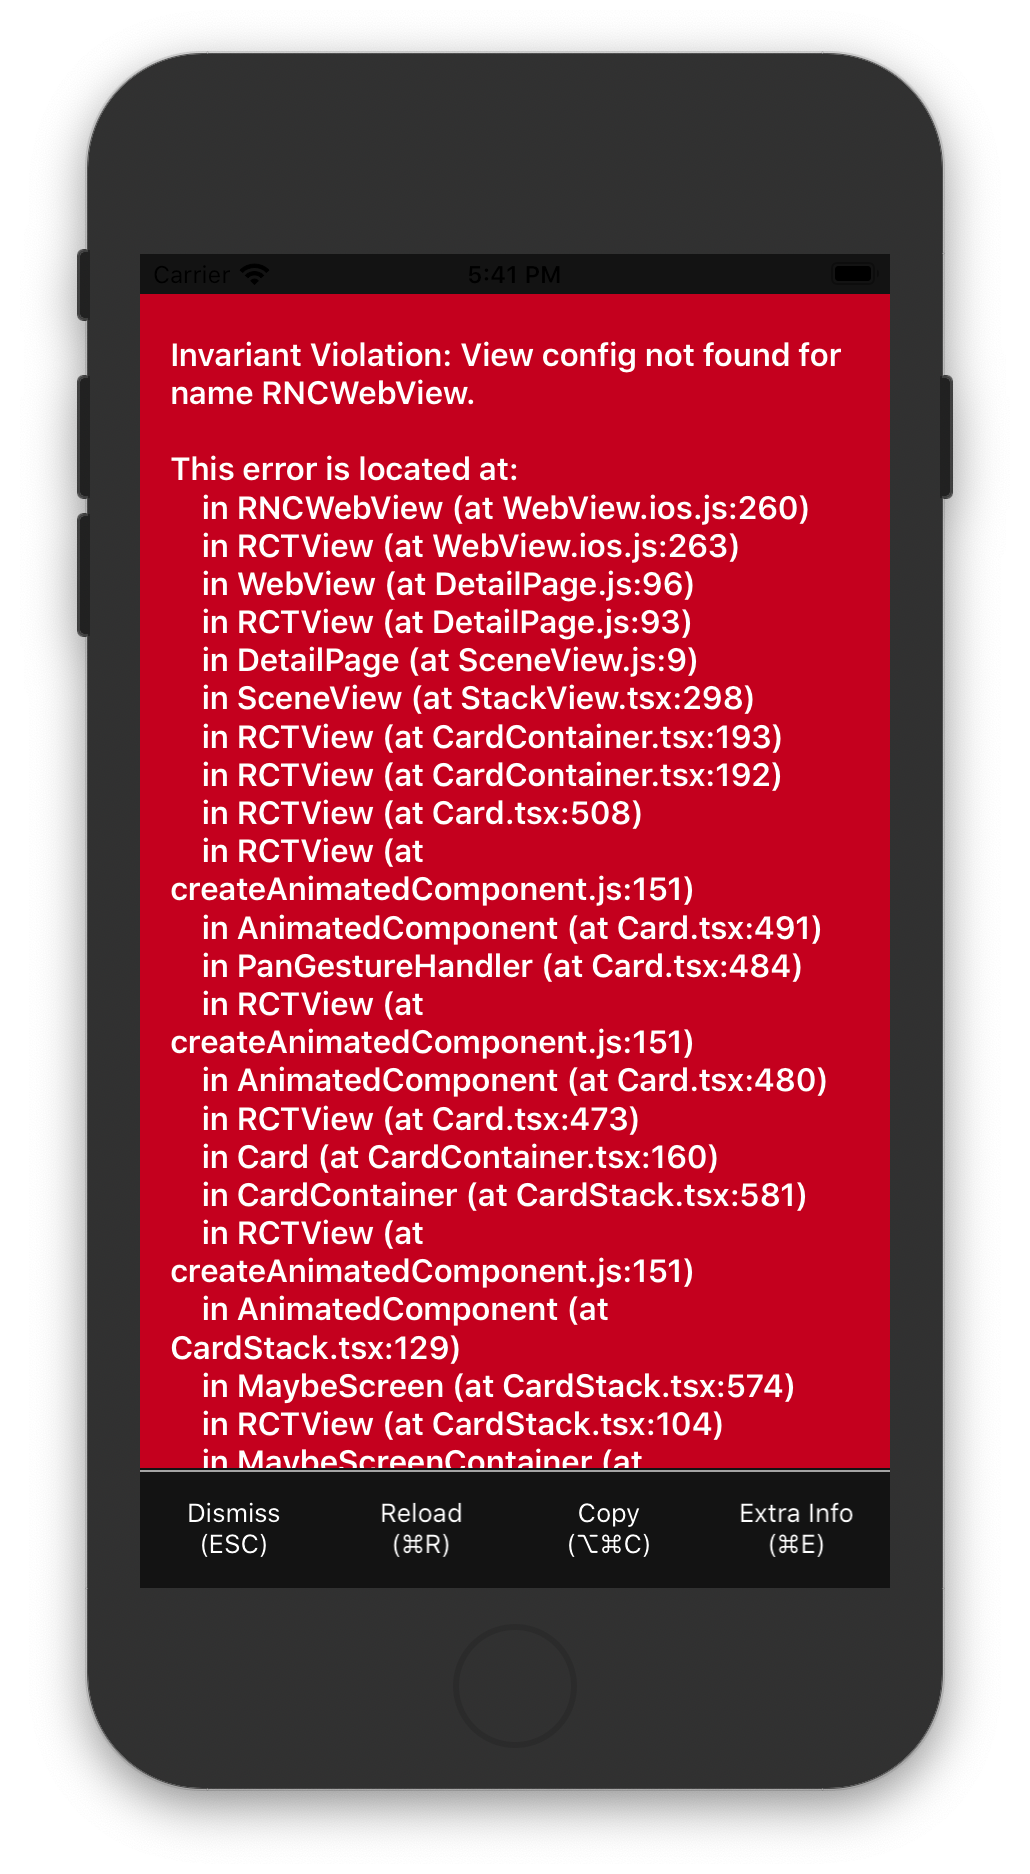 Carrier 5:41 PM
Invariant Violation: View config not found for
name RNCWebView.
This error is located at:
in RNCWebView (at WebView.ios.js:260)
in RCTView (at WebView.ios.js:263)
in WebView (at DetailPage.js:96)
in RCTView (at DetailPage.js:93)
in DetailPage (at SceneView.js:9)
in SceneView (at StackView.tsx:298)
in RCTView (at CardContainer.tsx:193)
in RCTView (at CardContainer.tsx:192)
in RCTView (at Card.tsx:508)
in RCTView (at
createAnimatedComponent.js:151)
in AnimatedComponent (at Card.tsx:491)
in PanGestureHandler (at Card.tsx:484)
in RCTView (at
createAnimatedComponent.js:151)
in AnimatedComponent (at Card.tsx:480)
in RCTView (at Card.tsx:473)
in Card (at CardContainer.tsx:160)
in CardContainer (at CardStack.tsx:581)
in RCTView (at
createAnimatedComponent.js:151)
in AnimatedComponent (at
CardStack.tsx:129)
in MaybeScreen (at CardStack.tsx:574)
in RCTView (at CardStack.tsx:104)
in MaybeScreenContainer (at
Dismiss Reload Copy Extra Info
(ESC) (⌘R) (⌥⌘C) (⌘E)